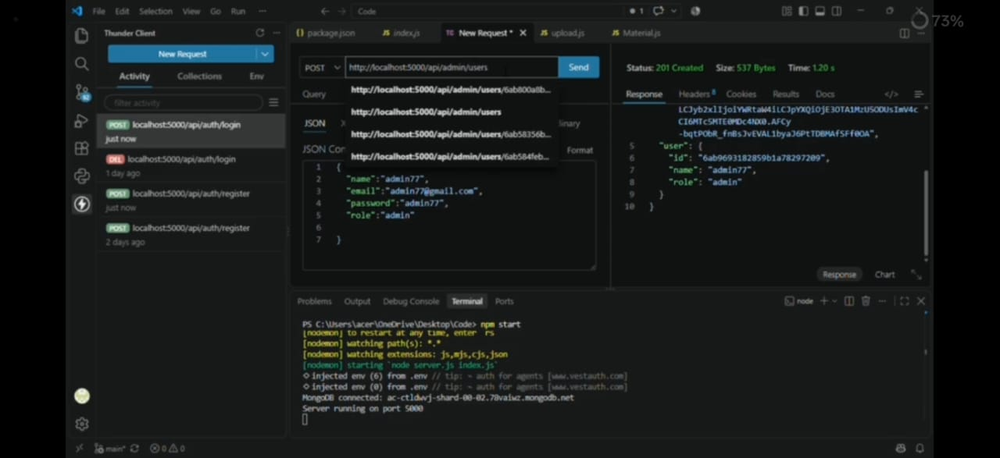 File Edit Selection View Go Run ··· Code 1
73%
Thunder Client
package.json index.js New Request * upload.js Material.js
New Request
Activity Collections Env
filter activity
POST localhost:5000/api/auth/login
just now
DEL localhost:5000/api/auth/login
1 day ago
POST localhost:5000/api/auth/register
just now
POST localhost:5000/api/auth/register
2 days ago
POST http://localhost:5000/api/admin/users Send
Query
http://localhost:5000/api/admin/users/6ab800a8b...
http://localhost:5000/api/admin/users
http://localhost:5000/api/admin/users/6ab58356b...
http://localhost:5000/api/admin/users/6ab584feb...
JSON
JSON Con Format
1 {
2 "name":"admin77",
3 "email":"admin77@gmail.com",
4 "password":"admin77",
5 "role":"admin"
6
7 }
Status: 201 Created Size: 537 Bytes Time: 1.20 s
Response Headers 8 Cookies Results Docs </>
5 "user": {
6 "id": "6ab9693182859b1a78297209",
7 "name": "admin77",
8 "role": "admin"
9 }
10 }
Response Chart
Problems Output Debug Console Terminal Ports node
PS C:\Users\acer\OneDrive\Desktop\Code> npm start
[nodemon] to restart at any time, enter `rs`
[nodemon] watching path(s): *.*
[nodemon] watching extensions: js,mjs,cjs,json
[nodemon] starting `node server.js index.js`
injected env (6) from .env // tip: ⌁ auth for agents [www.vestauth.com]
injected env (0) from .env // tip: ⌁ auth for agents [www.vestauth.com]
MongoDB connected: ac-ctldwvj-shard-00-02.78vaiwz.mongodb.net
Server running on port 5000
main* 0 0